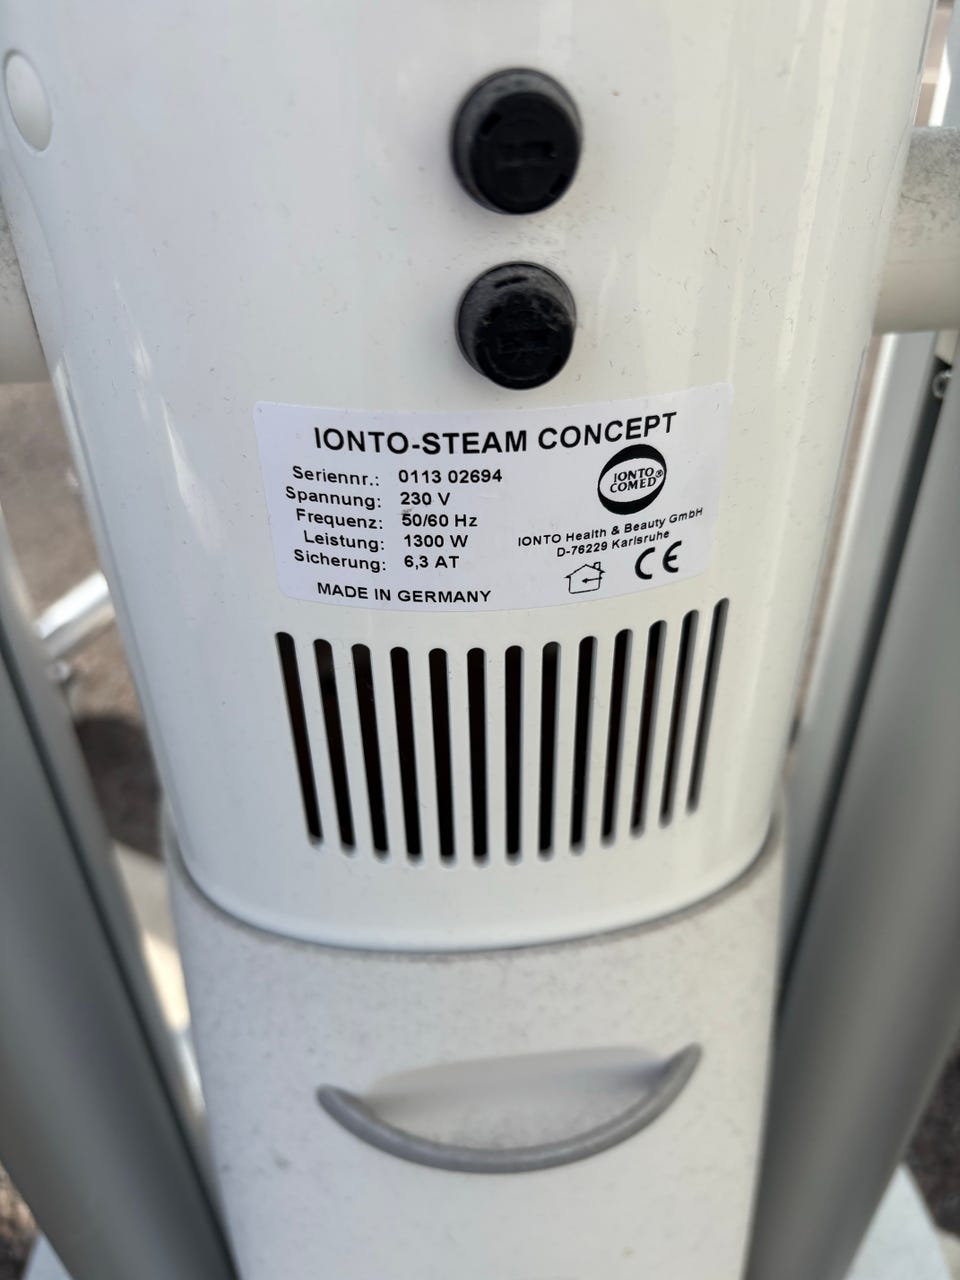 IONTO-STEAM CONCEPT
Seriennr.: 0113 02694
Spannung: 230 V
Frequenz: 50/60 Hz
Leistung: 1300 W
Sicherung: 6,3 AT
MADE IN GERMANY
IONTO
COMED®
IONTO Health & Beauty GmbH
D-76229 Karlsruhe
CE